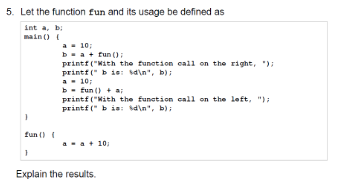 5. Let the function fun and its usage be defined as
int a, b;
main() {
a = 10;
b = a + fun();
printf("With the function call on the right, ");
printf(" b is: %d\n", b);
a = 10;
b = fun() + a;
printf("With the function call on the left, ");
printf(" b is: %d\n", b);
}
fun() {
a = a + 10;
}
Explain the results.